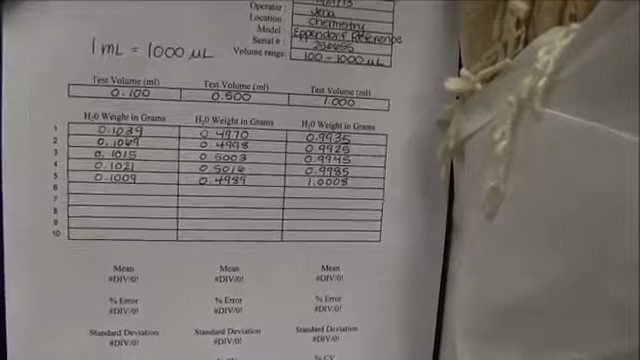 Operator:
Location: Jena
Model: Chemistry
Serial #: Eppendorf Reference
Volume range: 100 - 1000 µL
1 mL = 1000 µL
Test Volume (ml) Test Volume (ml) Test Volume (ml)
0.100 0.500 1.000
H20 Weight in Grams H20 Weight in Grams H20 Weight in Grams
1 0.1039 0.4970 0.9935
2 0.1069 0.4998 0.9925
3 0.1015 0.5003 0.9945
4 0.1021 0.5016 0.9985
5 0.1009 0.4989 1.0008
6
7
8
9
10
Mean Mean Mean
#DIV/0! #DIV/0! #DIV/0!
% Error % Error % Error
#DIV/0! #DIV/0! #DIV/0!
Standard Deviation Standard Deviation Standard Deviation
#DIV/0! #DIV/0! #DIV/0!
% CV